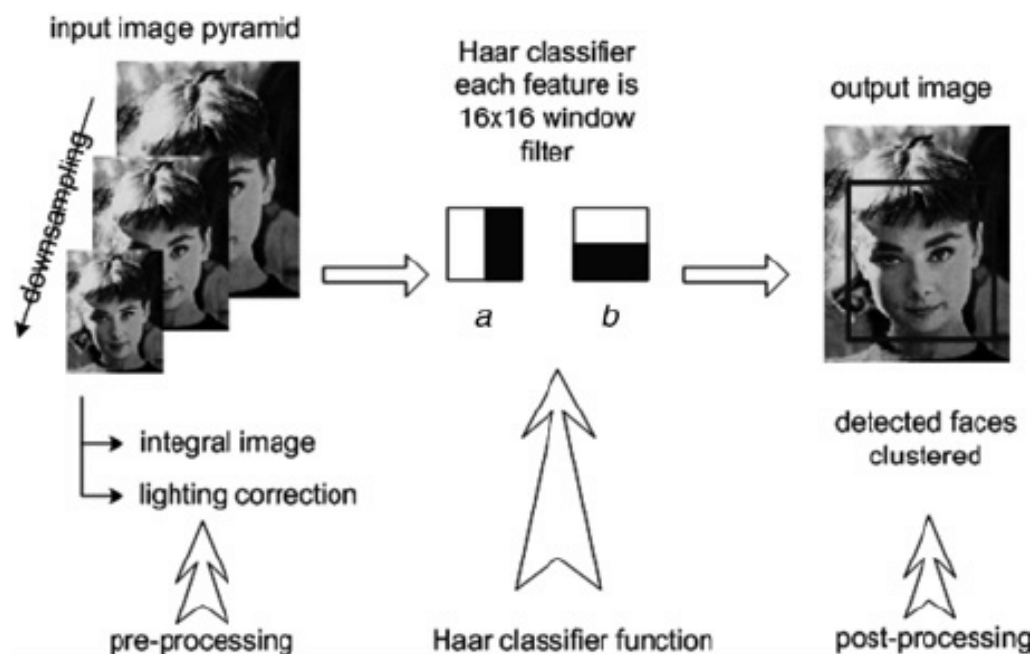 input image pyramid
downsampling
integral image
lighting correction
pre-processing
Haar classifier
each feature is
16x16 window
filter
a
b
Haar classifier function
output image
detected faces
clustered
post-processing